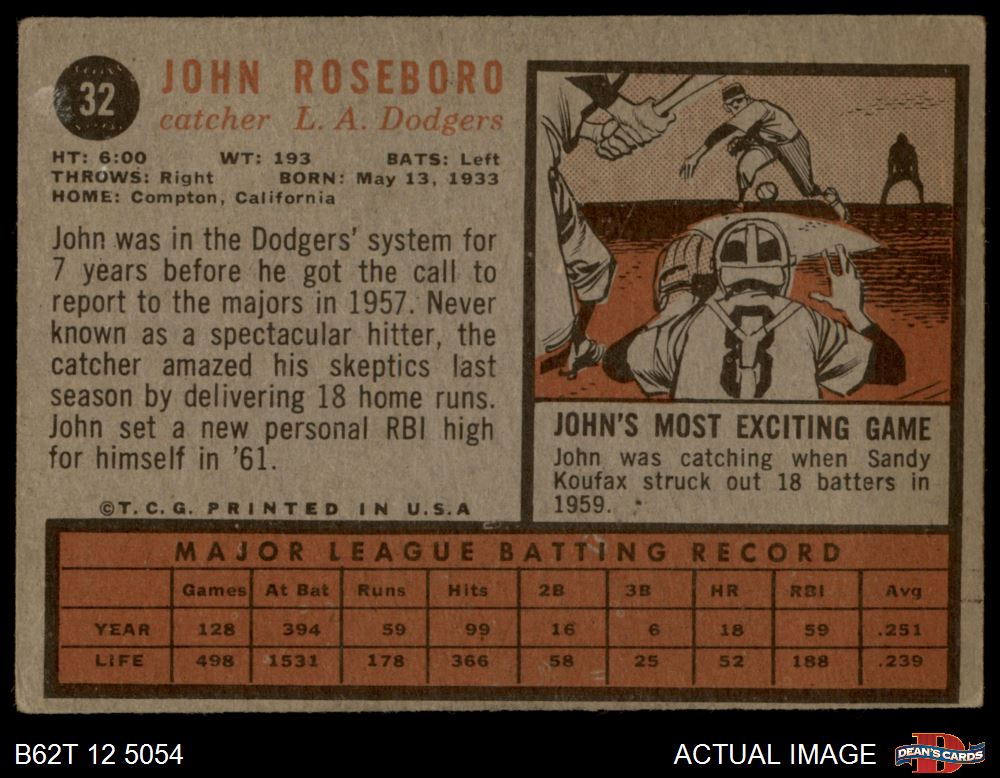 32
JOHN ROSEBORO
catcher L. A. Dodgers
HT: 6:00 WT: 193 BATS: Left
THROWS: Right BORN: May 13, 1933
HOME: Compton, California
John was in the Dodgers' system for
7 years before he got the call to
report to the majors in 1957. Never
known as a spectacular hitter, the
catcher amazed his skeptics last
season by delivering 18 home runs.
John set a new personal RBI high
for himself in '61.
©T. C. G. PRINTED IN U.S.A
8
JOHN'S MOST EXCITING GAME
John was catching when Sandy
Koufax struck out 18 batters in
1959.
MAJOR LEAGUE BATTING RECORD
Games At Bat Runs Hits 2B 3B HR RBI Avg
YEAR 128 394 59 99 16 6 18 59 .251
LIFE 498 1531 178 366 58 25 52 188 .239
B62T 12 5054
ACTUAL IMAGE
D
DEAN'S CARDS